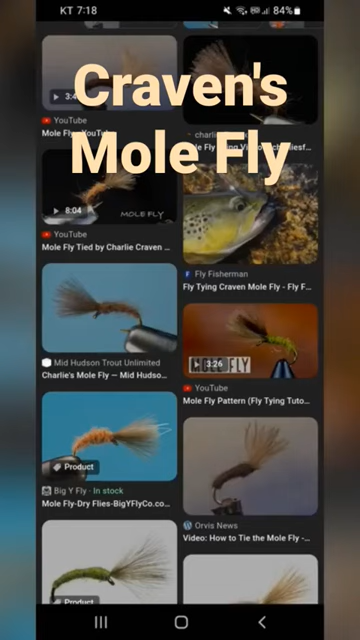 KT 7:18
84%
Craven's
Mole Fly
YouTube
YouTube
8:04
MOLE FLY
Mole Fly Tied by Charlie Craven ...
Fly Fisherman
Fly Tying Craven Mole Fly - Fly F...
Mid Hudson Trout Unlimited
Charlie's Mole Fly — Mid Hudso...
3:26
YouTube
Mole Fly Pattern (Fly Tying Tuto...
Product
Big Y Fly · In stock
Mole Fly-Dry Flies-BigYFlyCo.co...
Orvis News
Video: How to Tie the Mole Fly -...
Product